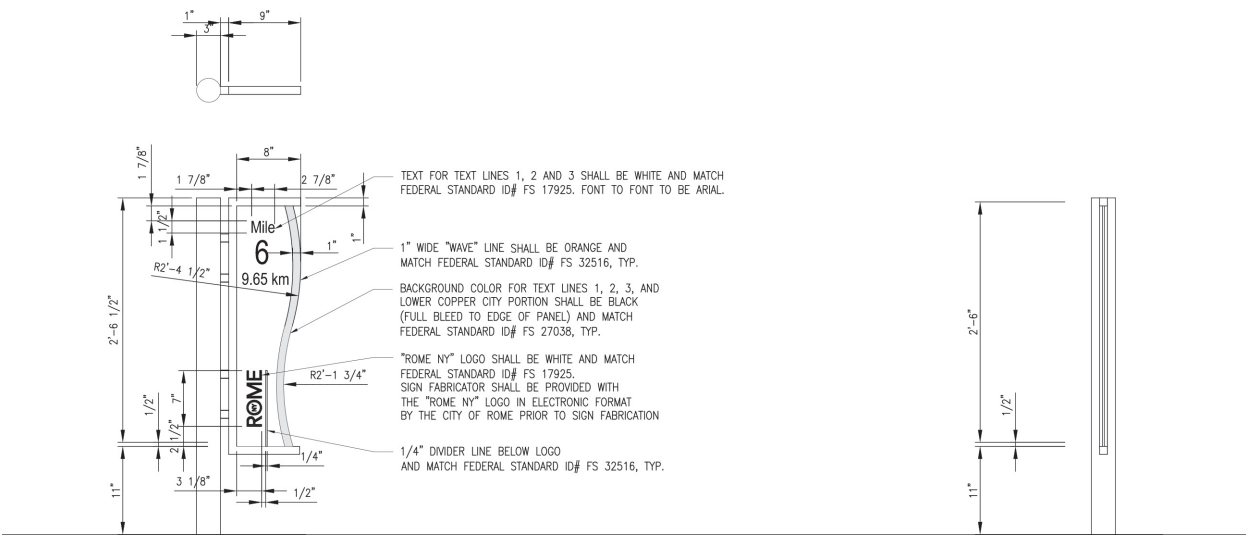 1"
9"
3"
8"
1 7/8"
1 7/8"
2 7/8"
1 1/2"
1"
1"
Mile
6
9.65 km
R2'-4 1/2"
2'-6 1/2"
ROME
NY
R2'-1 3/4"
7"
1/2"
2 1/2"
1/4"
3 1/8"
1/2"
11"
TEXT FOR TEXT LINES 1, 2 AND 3 SHALL BE WHITE AND MATCH
FEDERAL STANDARD ID# FS 17925. FONT TO FONT TO BE ARIAL.
1" WIDE "WAVE" LINE SHALL BE ORANGE AND
MATCH FEDERAL STANDARD ID# FS 32516, TYP.
BACKGROUND COLOR FOR TEXT LINES 1, 2, 3, AND
LOWER COPPER CITY PORTION SHALL BE BLACK
(FULL BLEED TO EDGE OF PANEL) AND MATCH
FEDERAL STANDARD ID# FS 27038, TYP.
"ROME NY" LOGO SHALL BE WHITE AND MATCH
FEDERAL STANDARD ID# FS 17925.
SIGN FABRICATOR SHALL BE PROVIDED WITH
THE "ROME NY" LOGO IN ELECTRONIC FORMAT
BY THE CITY OF ROME PRIOR TO SIGN FABRICATION
1/4" DIVIDER LINE BELOW LOGO
AND MATCH FEDERAL STANDARD ID# FS 32516, TYP.
2'-6"
1/2"
11"